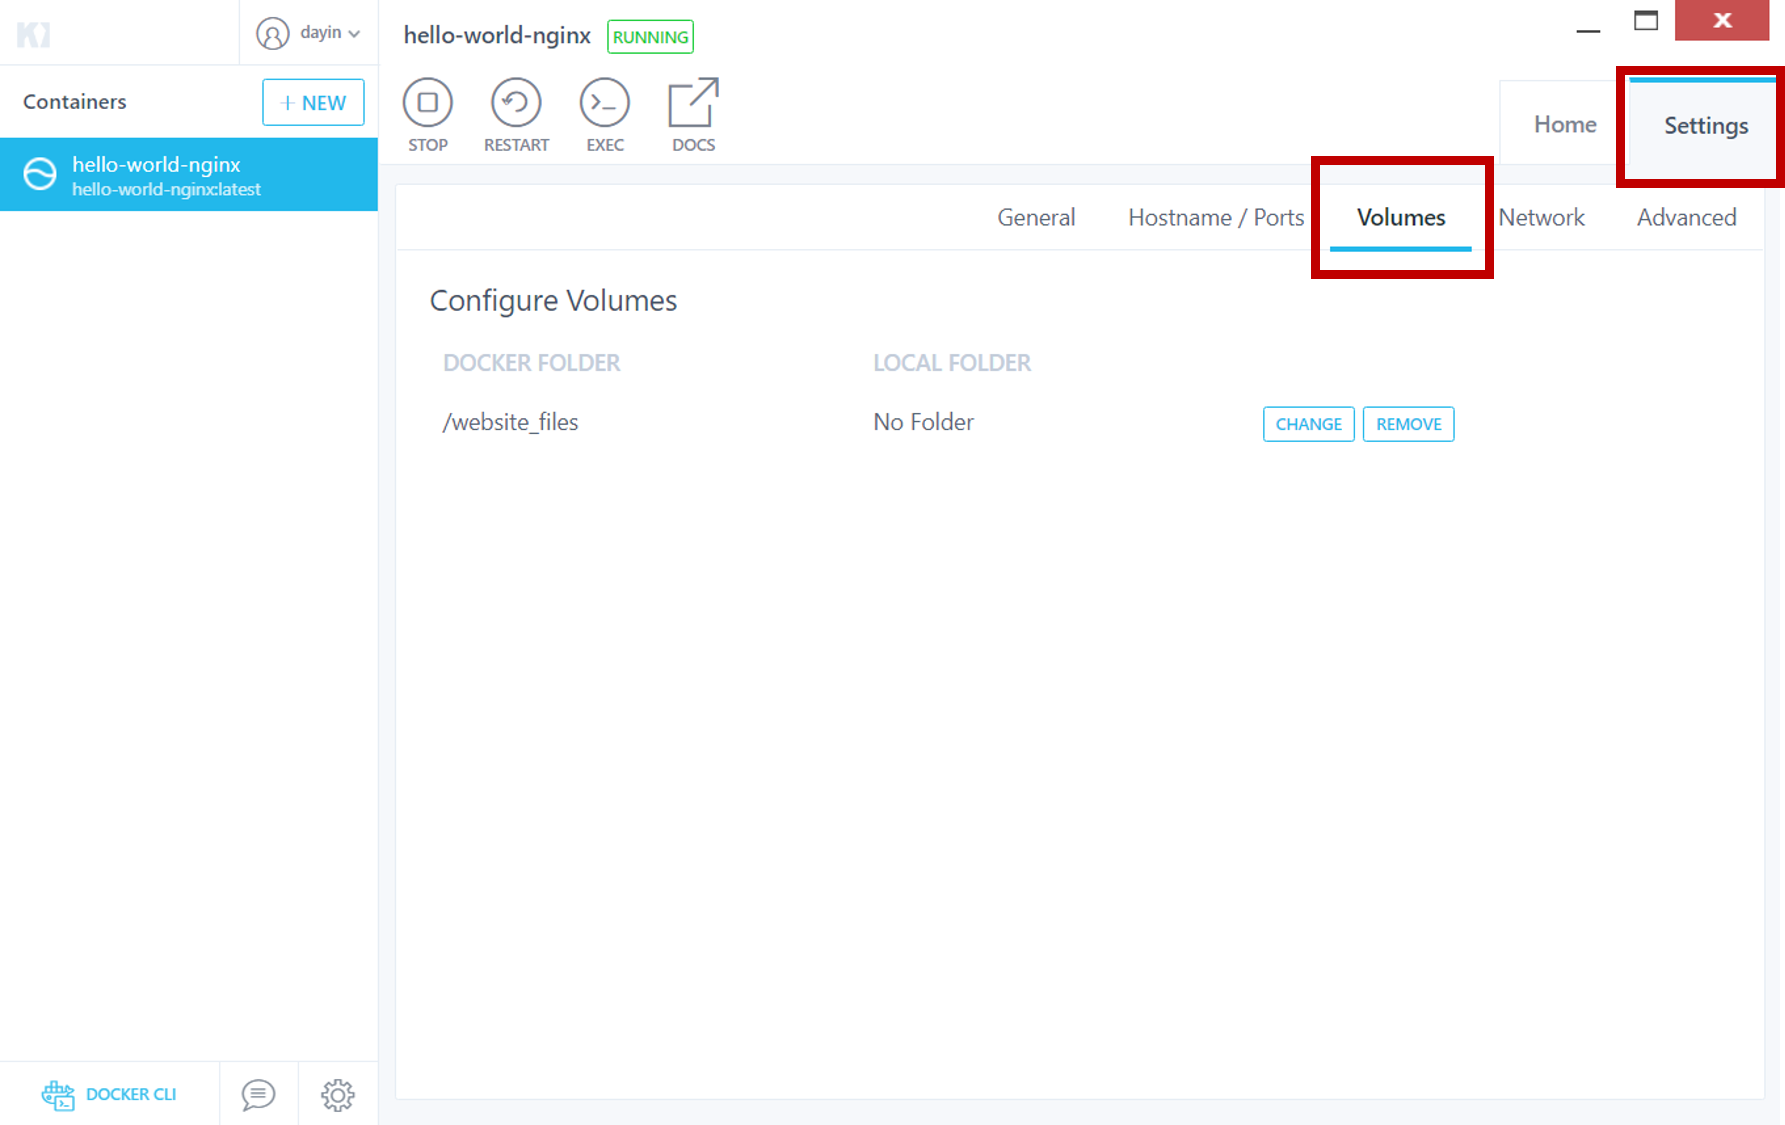 dayin
hello-world-nginx RUNNING
Containers
+ NEW
hello-world-nginx
hello-world-nginx:latest
STOP RESTART EXEC DOCS
Home Settings
General Hostname / Ports Volumes Network Advanced
Configure Volumes
DOCKER FOLDER LOCAL FOLDER
/website_files No Folder CHANGE REMOVE
DOCKER CLI